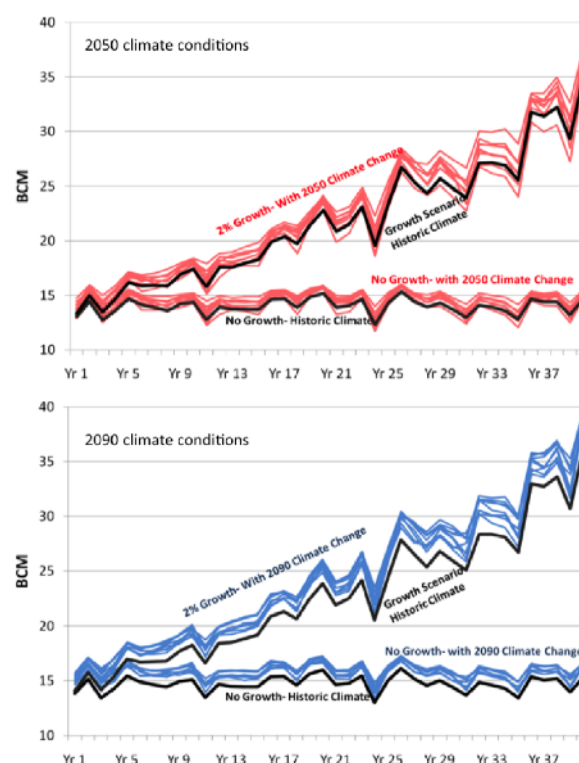 40
2050 climate conditions
35
30
2% Growth- With 2050 Climate Change
BCM
25
Growth Scenario
Historic Climate
20
No Growth- with 2050 Climate Change
15
No Growth- Historic Climate
10
Yr 1 Yr 5 Yr 9 Yr 13 Yr 17 Yr 21 Yr 25 Yr 29 Yr 33 Yr 37
40
2090 climate conditions
35
30
2% Growth- With 2090 Climate Change
BCM
25
Growth Scenario
Historic Climate
20
No Growth- with 2090 Climate Change
15
No Growth- Historic Climate
10
Yr 1 Yr 5 Yr 9 Yr 13 Yr 17 Yr 21 Yr 25 Yr 29 Yr 33 Yr 37